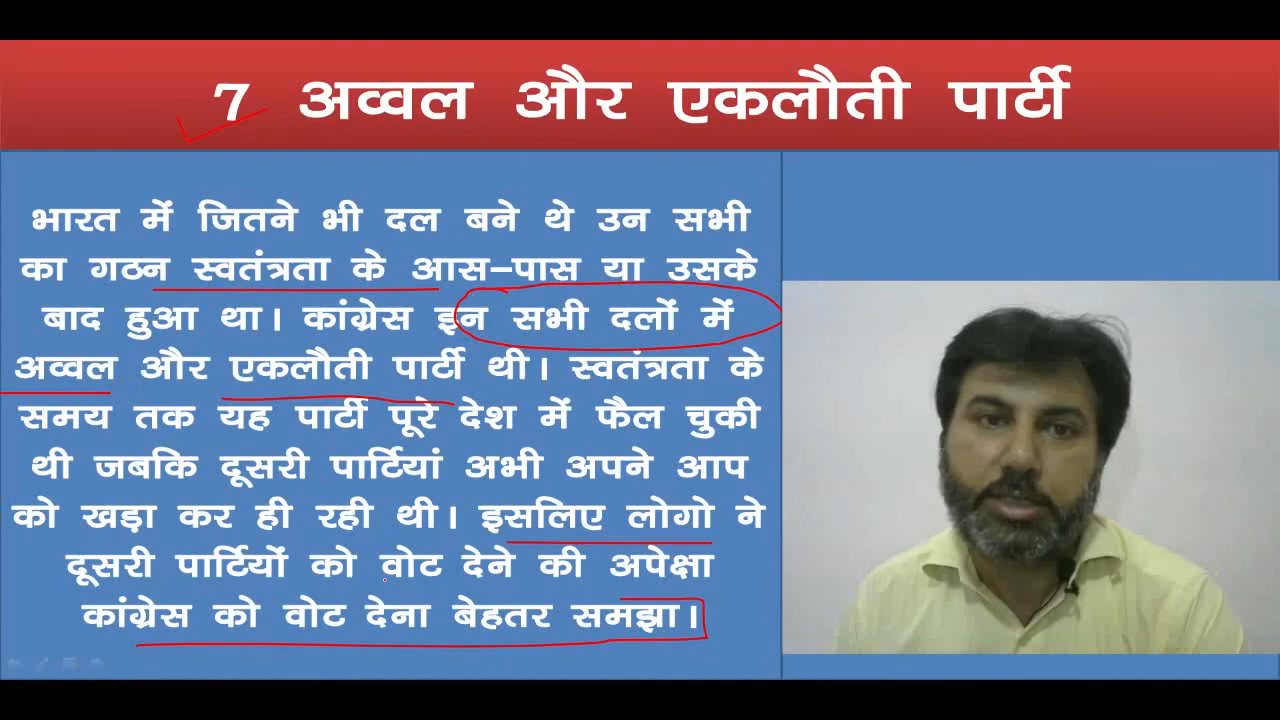 7 अव्वल और एकलौती पार्टी
भारत में जितने भी दल बने थे उन सभी
का गठन स्वतंत्रता के आस-पास या उसके
बाद हुआ था। कांग्रेस इन सभी दलों में
अव्वल और एकलौती पार्टी थी। स्वतंत्रता के
समय तक यह पार्टी पूरे देश में फैल चुकी
थी जबकि दूसरी पार्टियां अभी अपने आप
को खड़ा कर ही रही थी। इसलिए लोगो ने
दूसरी पार्टियों को वोट देने की अपेक्षा
कांग्रेस को वोट देना बेहतर समझा।